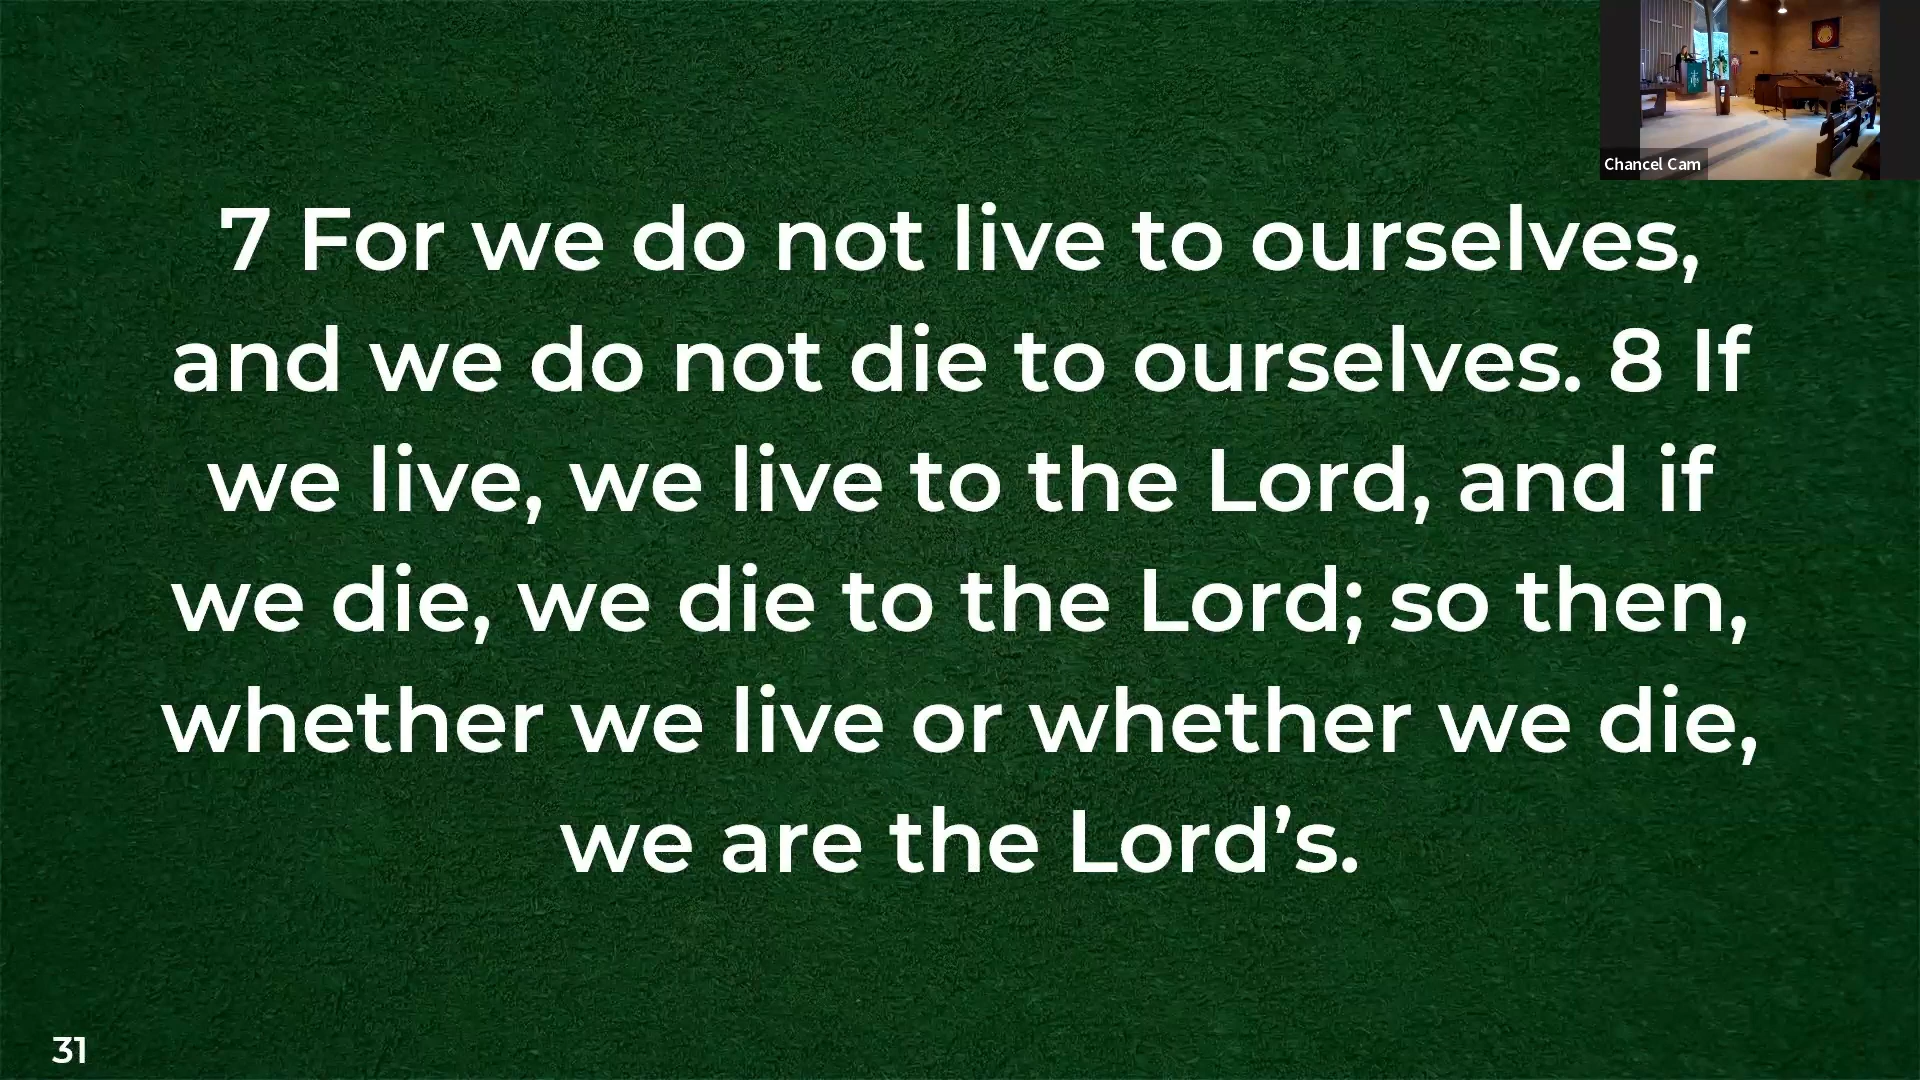 Chancel Cam
7 For we do not live to ourselves,
and we do not die to ourselves. 8 If
we live, we live to the Lord, and if
we die, we die to the Lord; so then,
whether we live or whether we die,
we are the Lord’s.
31